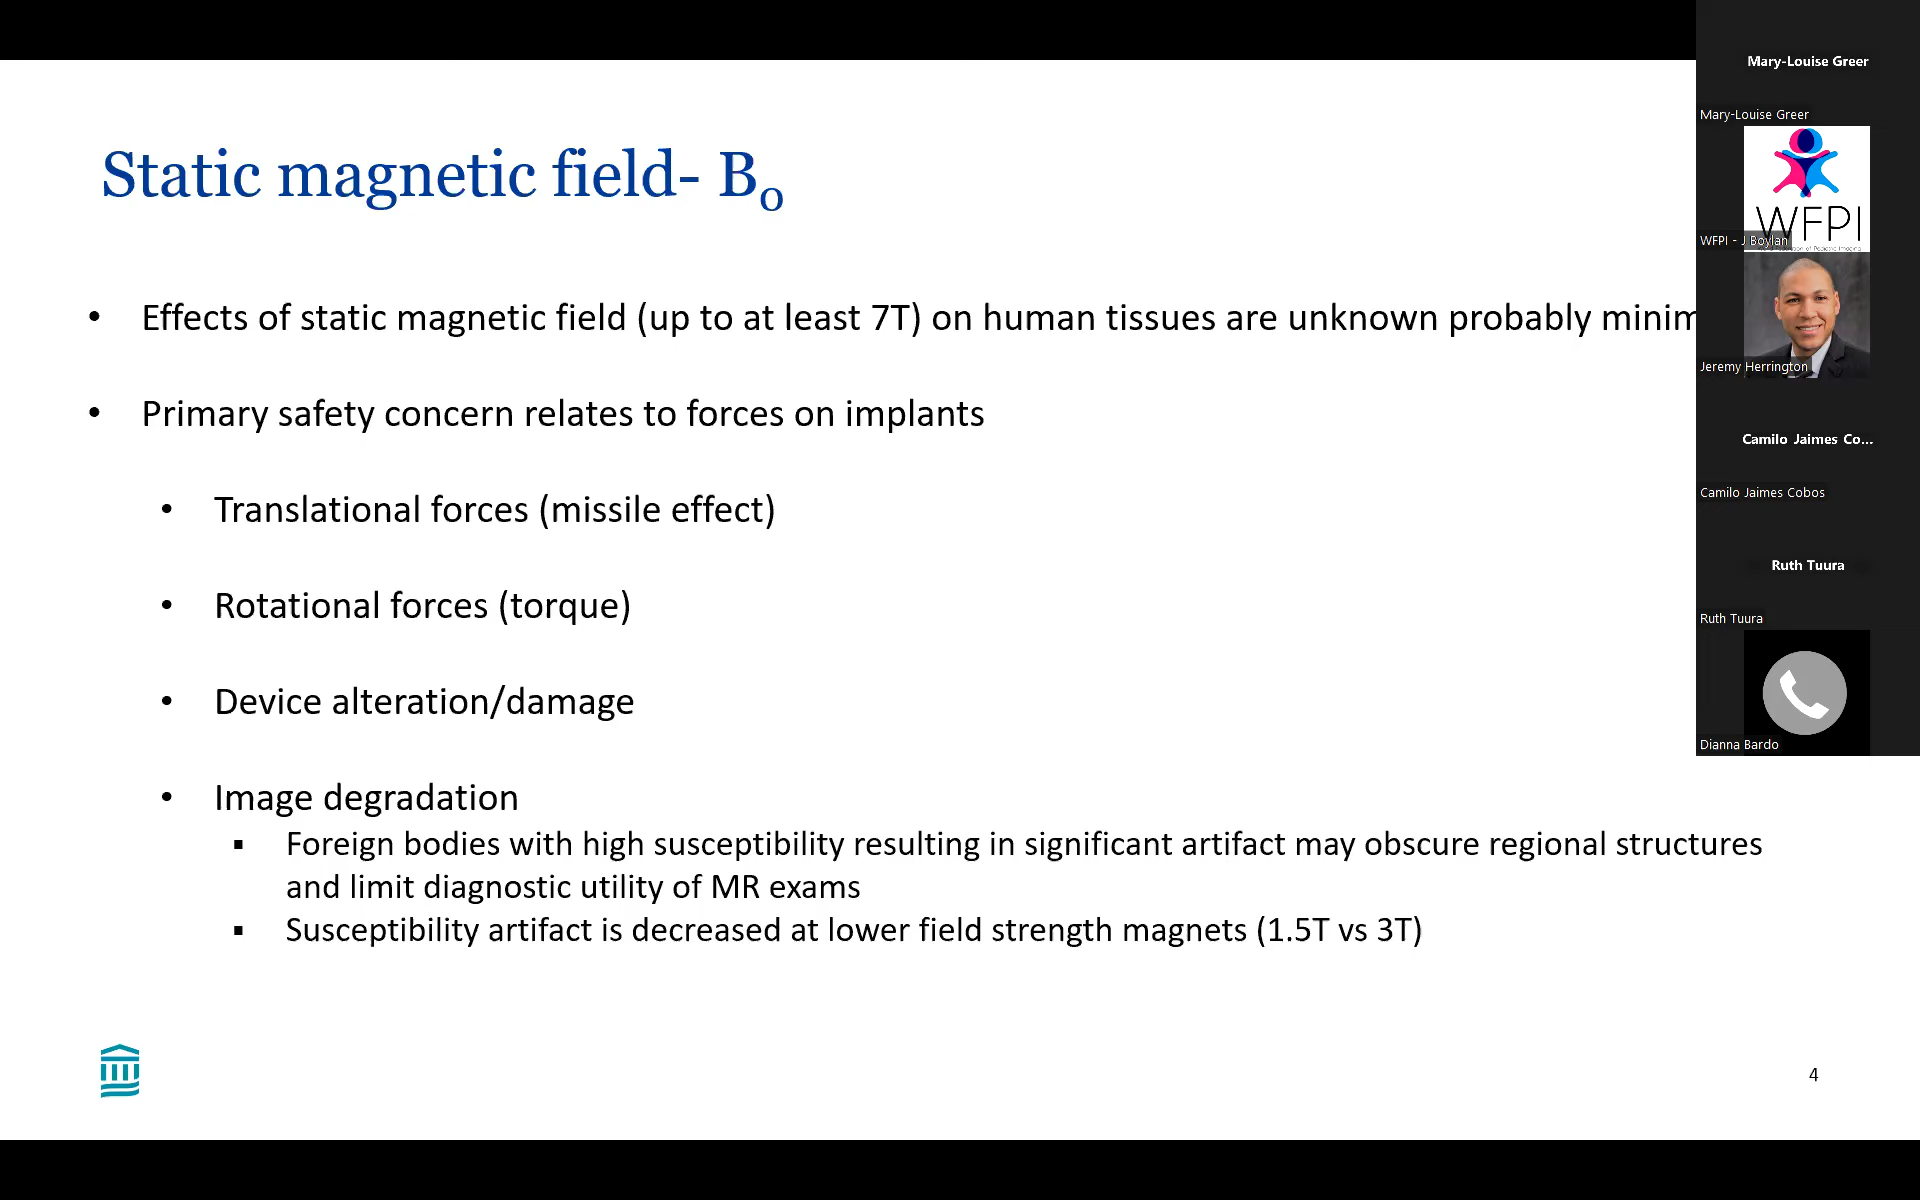 Static magnetic field- B₀
• Effects of static magnetic field (up to at least 7T) on human tissues are unknown probably
• Primary safety concern relates to forces on implants
• Translational forces (missile effect)
• Rotational forces (torque)
• Device alteration/damage
• Image degradation
▪ Foreign bodies with high susceptibility resulting in significant artifact may obscure regional structures
and limit diagnostic utility of MR exams
▪ Susceptibility artifact is decreased at lower field strength magnets (1.5T vs 3T)
4
Mary-Louise Greer
Mary-Louise Greer
WFPI
WFPI - J Boylan
Jeremy Herrington
Camilo Jaimes Co...
Camilo Jaimes Cobos
Ruth Tuura
Ruth Tuura
Dianna Bardo